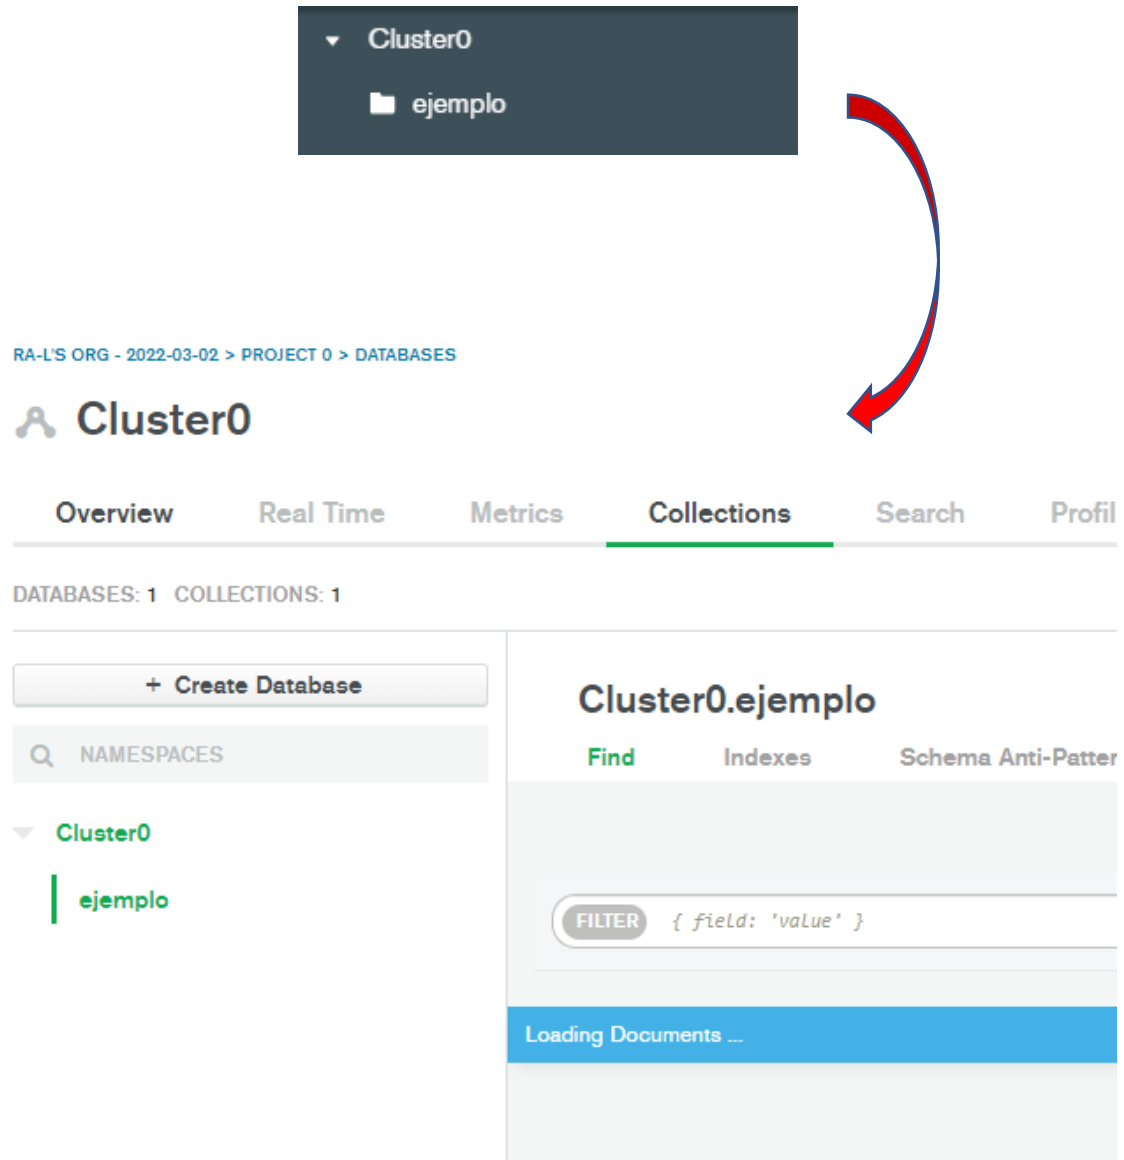 Cluster0
ejemplo
RA-L'S ORG - 2022-03-02 > PROJECT 0 > DATABASES
Cluster0
Overview Real Time Metrics Collections Search Profil
DATABASES: 1 COLLECTIONS: 1
+ Create Database
NAMESPACES
Cluster0
ejemplo
Cluster0.ejemplo
Find Indexes Schema Anti-Patter
FILTER { field: 'value' }
Loading Documents ...